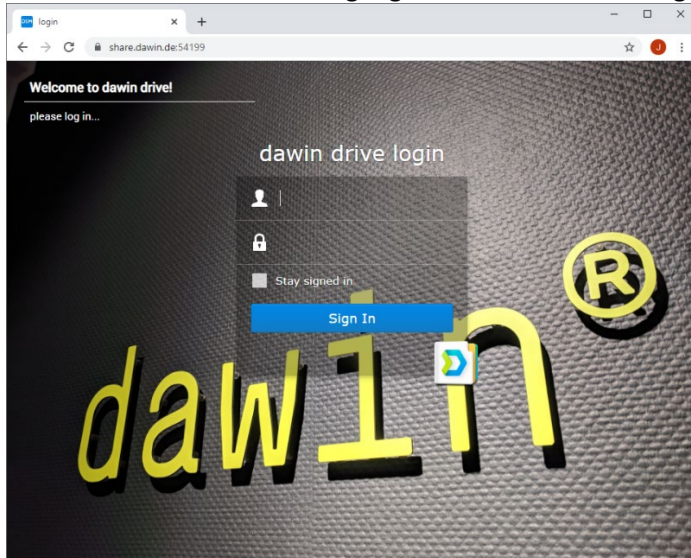 login
share.dawin.de:54199
J
Welcome to dawin drive!
please log in...
dawin drive login
Stay signed in
Sign In
dawin®